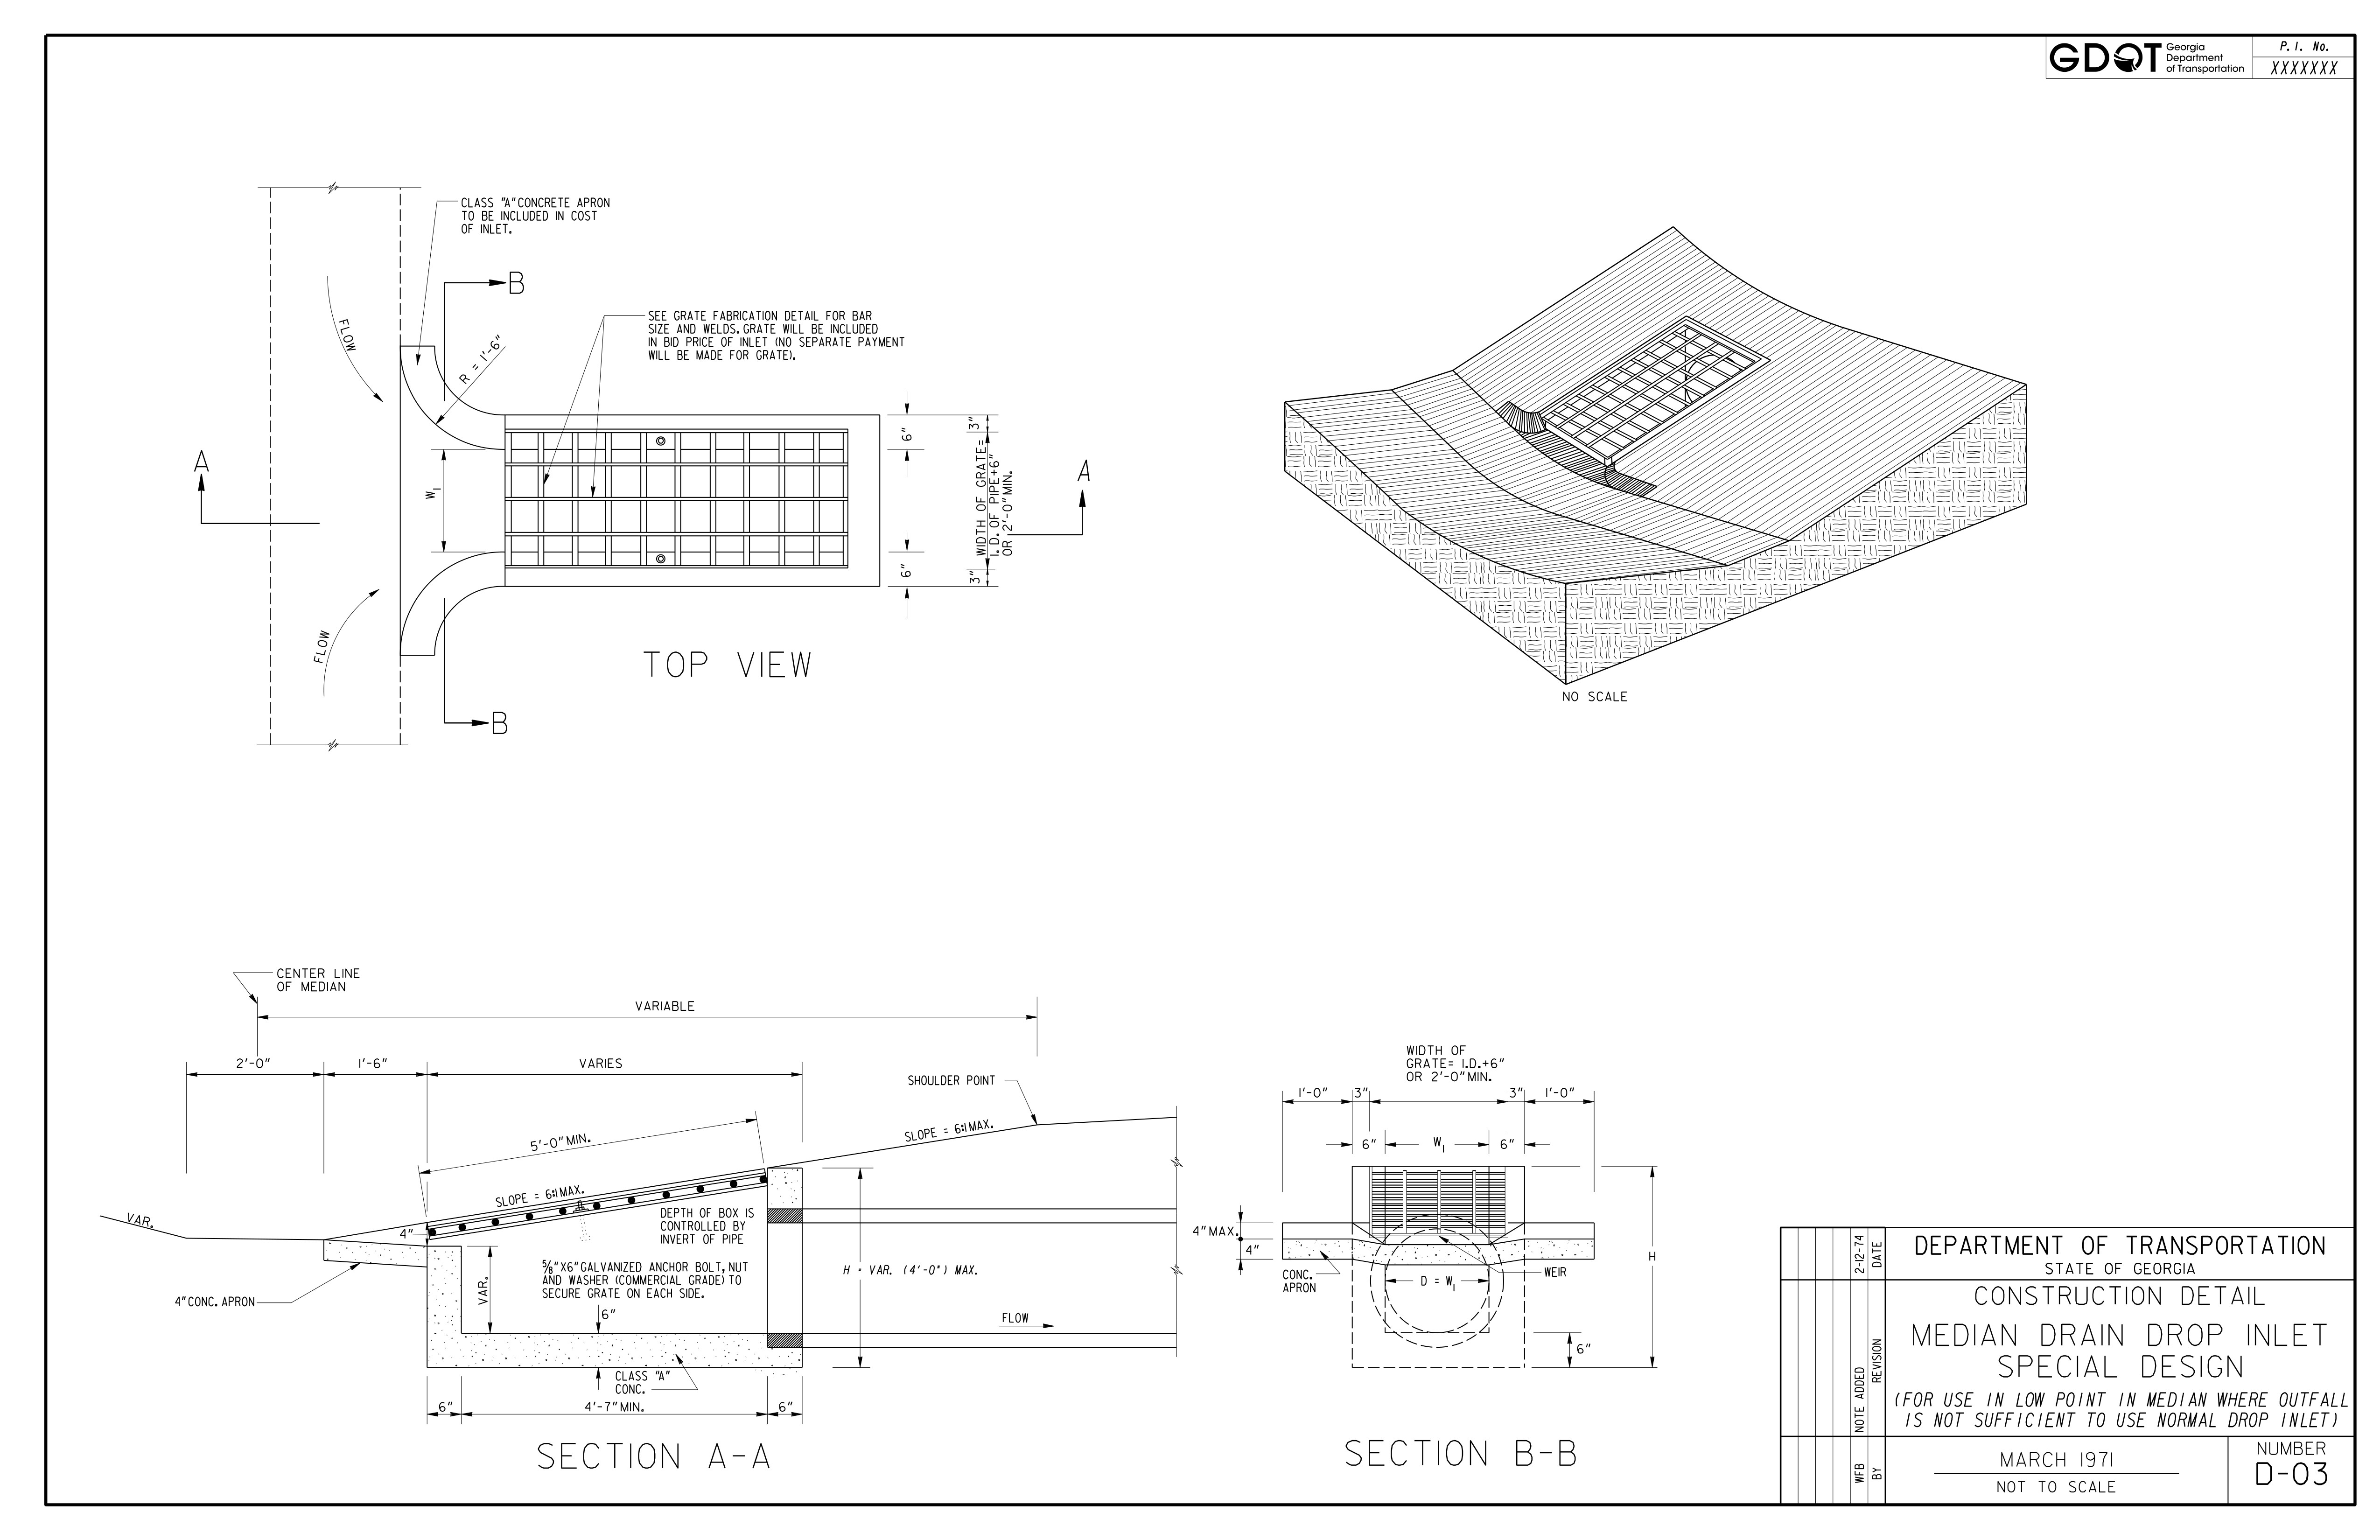 GDOT
Georgia
Department
of Transportation
P. I. No.
XXXXXXX
CLASS "A" CONCRETE APRON
TO BE INCLUDED IN COST
OF INLET.
B
FLOW
R = 1'-6"
SEE GRATE FABRICATION DETAIL FOR BAR
SIZE AND WELDS. GRATE WILL BE INCLUDED
IN BID PRICE OF INLET (NO SEPARATE PAYMENT
WILL BE MADE FOR GRATE).
A
W1
6"
3"
WIDTH OF GRATE=
I. D. OF PIPE+6"
OR 2'-0" MIN.
A
6"
3"
FLOW
B
TOP VIEW
NO SCALE
CENTER LINE
OF MEDIAN
VARIABLE
2'-0"
1'-6"
VARIES
SHOULDER POINT
5'-0" MIN.
SLOPE = 6:1 MAX.
SLOPE = 6:1 MAX.
VAR.
4"
DEPTH OF BOX IS
CONTROLLED BY
INVERT OF PIPE
⅝"X6" GALVANIZED ANCHOR BOLT, NUT
AND WASHER (COMMERCIAL GRADE) TO
SECURE GRATE ON EACH SIDE.
VAR.
H = VAR. (4'-0") MAX.
4" CONC. APRON
6"
FLOW
CLASS "A"
CONC.
6"
4'-7" MIN.
6"
SECTION A-A
WIDTH OF
GRATE= I.D.+6"
OR 2'-0" MIN.
1'-0"
3"
3"
1'-0"
6"
W1
6"
4" MAX.
4"
CONC.
APRON
WEIR
D = W1
H
6"
SECTION B-B
2-12-74
DATE
NOTE ADDED
REVISION
WFB
BY
DEPARTMENT OF TRANSPORTATION
STATE OF GEORGIA
CONSTRUCTION DETAIL
MEDIAN DRAIN DROP INLET
SPECIAL DESIGN
(FOR USE IN LOW POINT IN MEDIAN WHERE OUTFALL
IS NOT SUFFICIENT TO USE NORMAL DROP INLET)
MARCH 1971
NOT TO SCALE
NUMBER
D-03